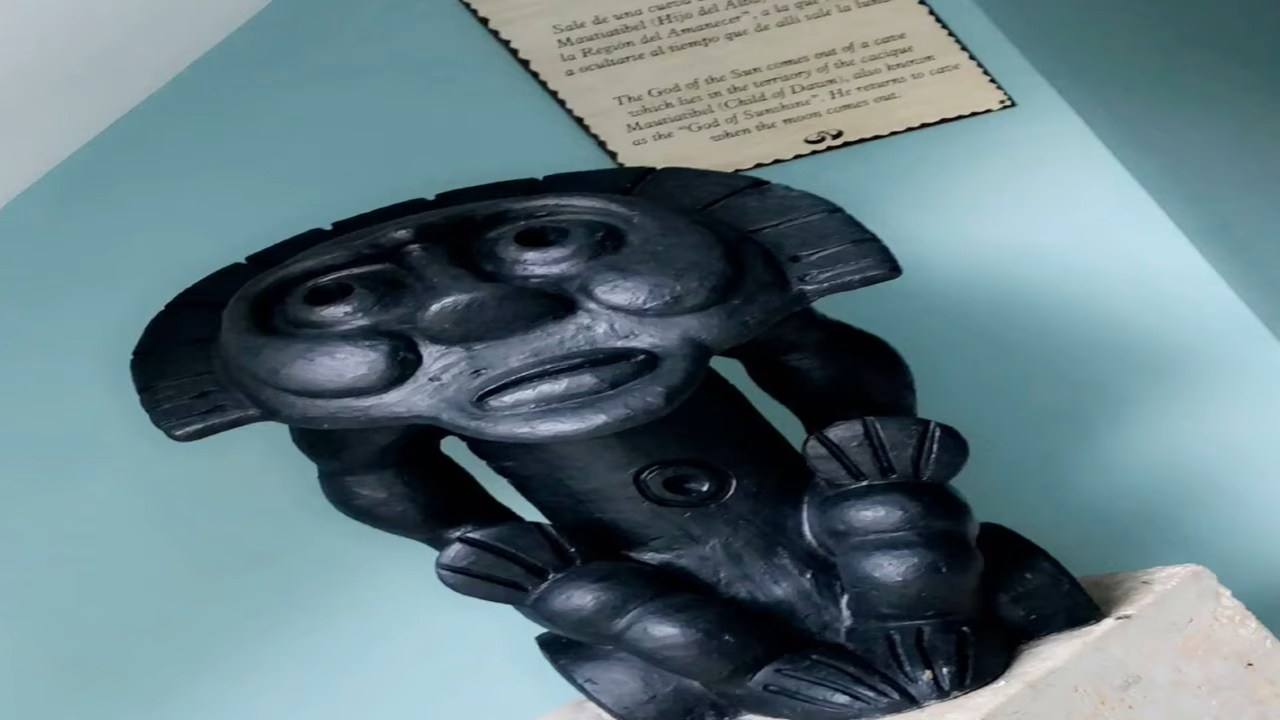 Sale de una cueva
Mautiatibel (Hijo del Alba)
la Región del Amanecer", a la que
a ocultarse al tiempo que de alli sale la luna
The God of the Sun comes out of a cave
which lies in the territory of the cacique
Mautiatibel (Child of Dawn), also known
as the "God of Sunshine". He returns to cave
when the moon comes out.